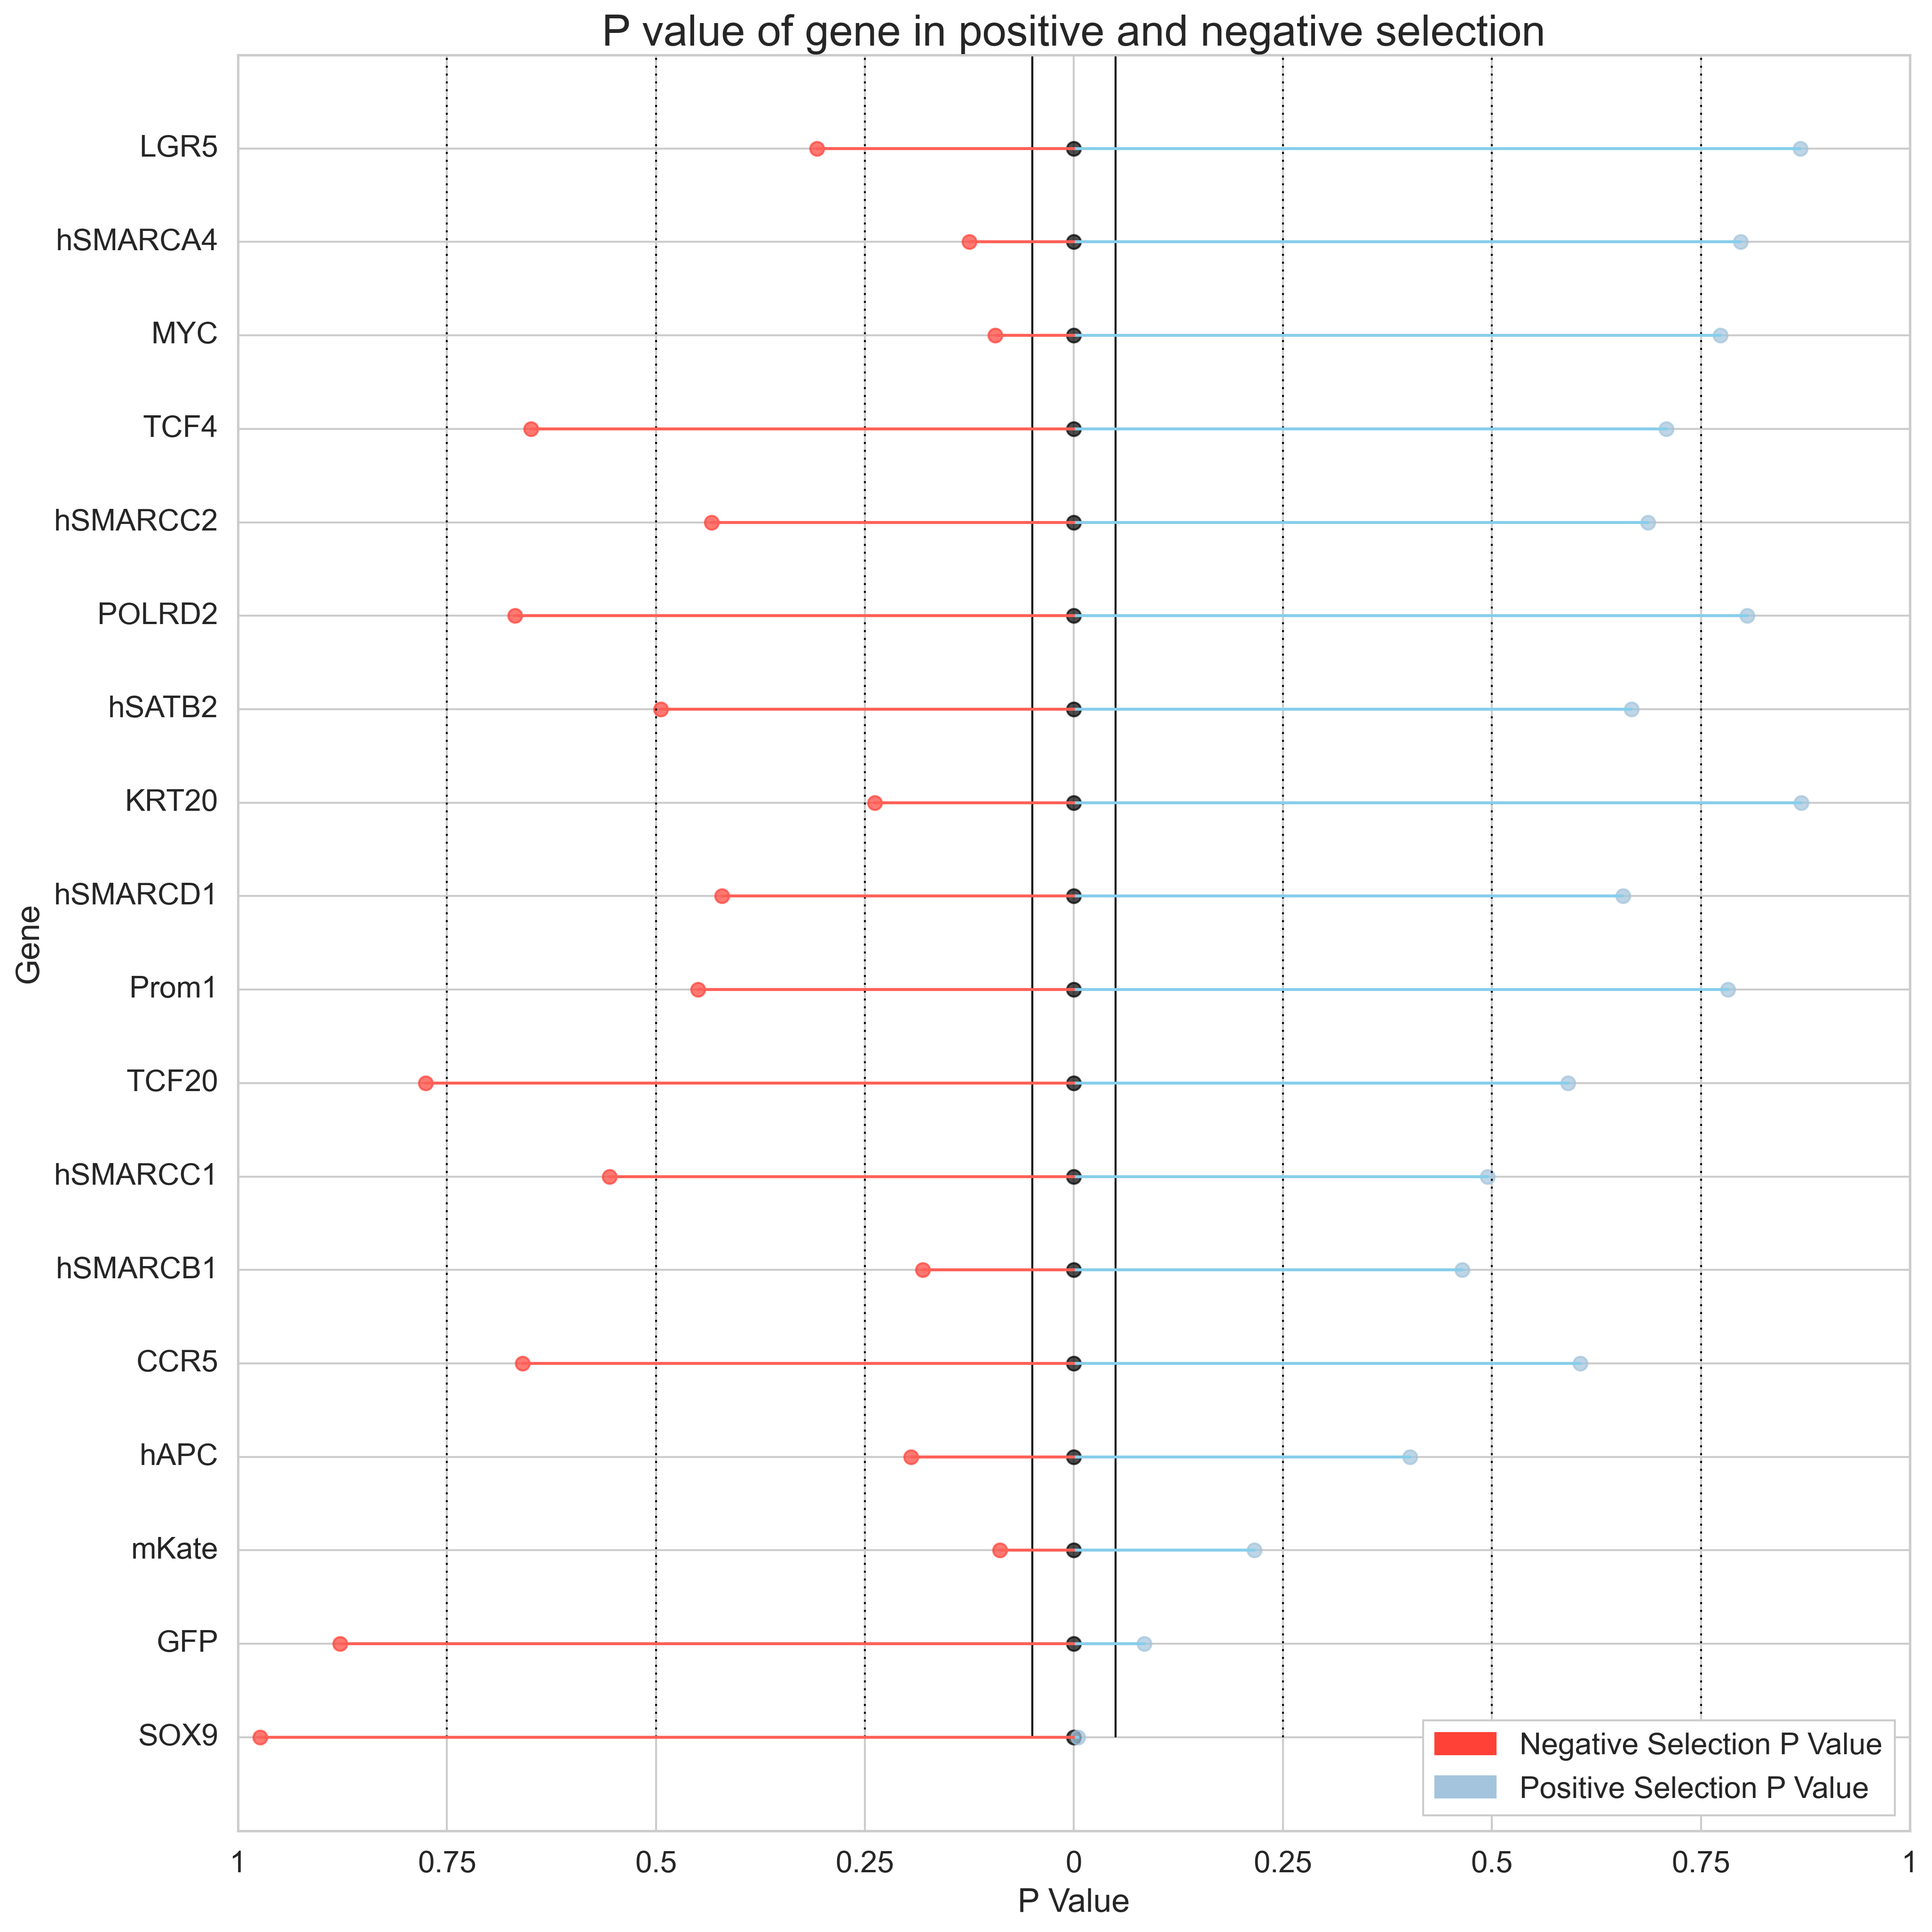 P value of gene in positive and negative selection
LGR5
hSMARCA4
MYC
TCF4
hSMARCC2
POLRD2
hSATB2
KRT20
hSMARCD1
Prom1
TCF20
hSMARCC1
hSMARCB1
CCR5
hAPC
mKate
GFP
SOX9
Gene
Negative Selection P Value
Positive Selection P Value
1 0.75 0.5 0.25 0 0.25 0.5 0.75 1
P Value